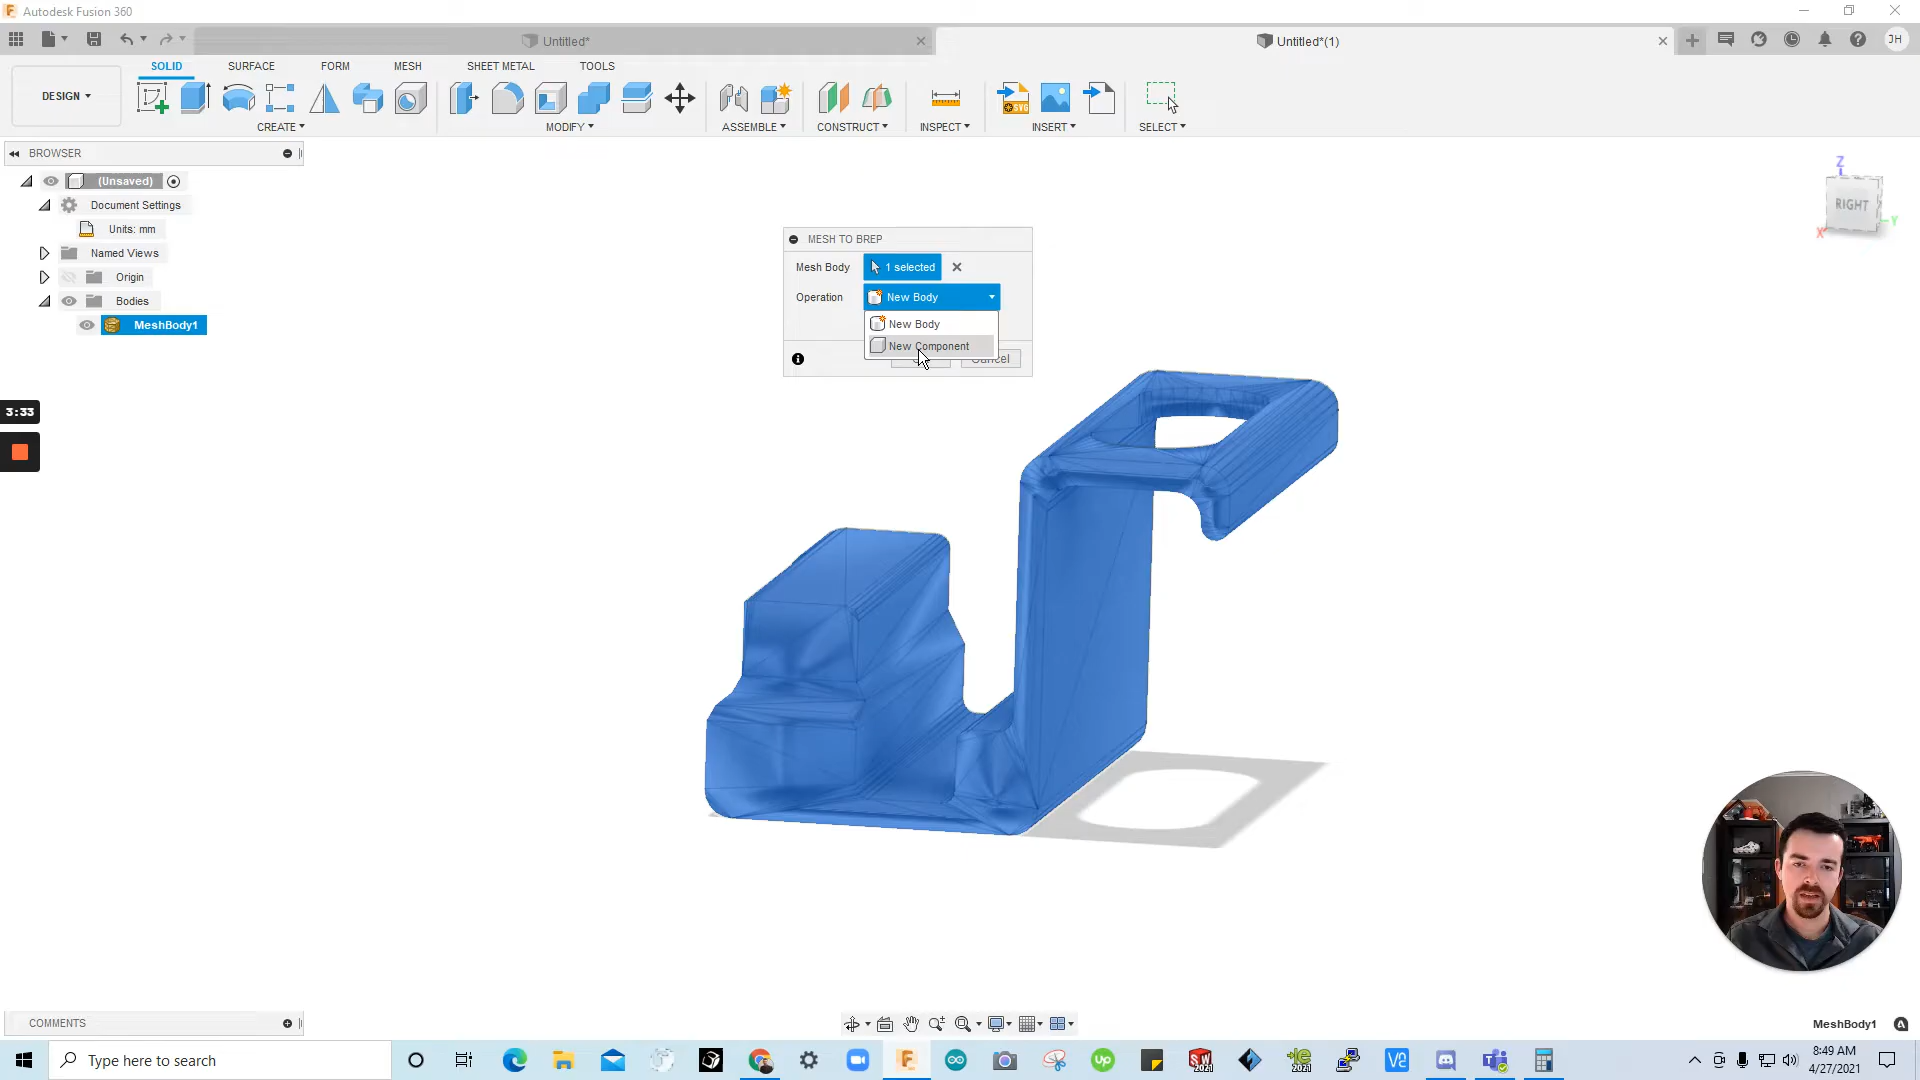 Autodesk Fusion 360
Untitled*
Untitled*(1)
JH
SOLID
SURFACE
FORM
MESH
SHEET METAL
TOOLS
DESIGN
SVG
CREATE
MODIFY
ASSEMBLE
CONSTRUCT
INSPECT
INSERT
SELECT
BROWSER
(Unsaved)
Document Settings
Units: mm
Named Views
Origin
Bodies
MeshBody1
MESH TO BREP
Mesh Body
1 selected
Operation
New Body
New Body
New Component
Cancel
Z
RIGHT
X
Y
3:33
COMMENTS
MeshBody1
Type here to search
8:49 AM
4/27/2021